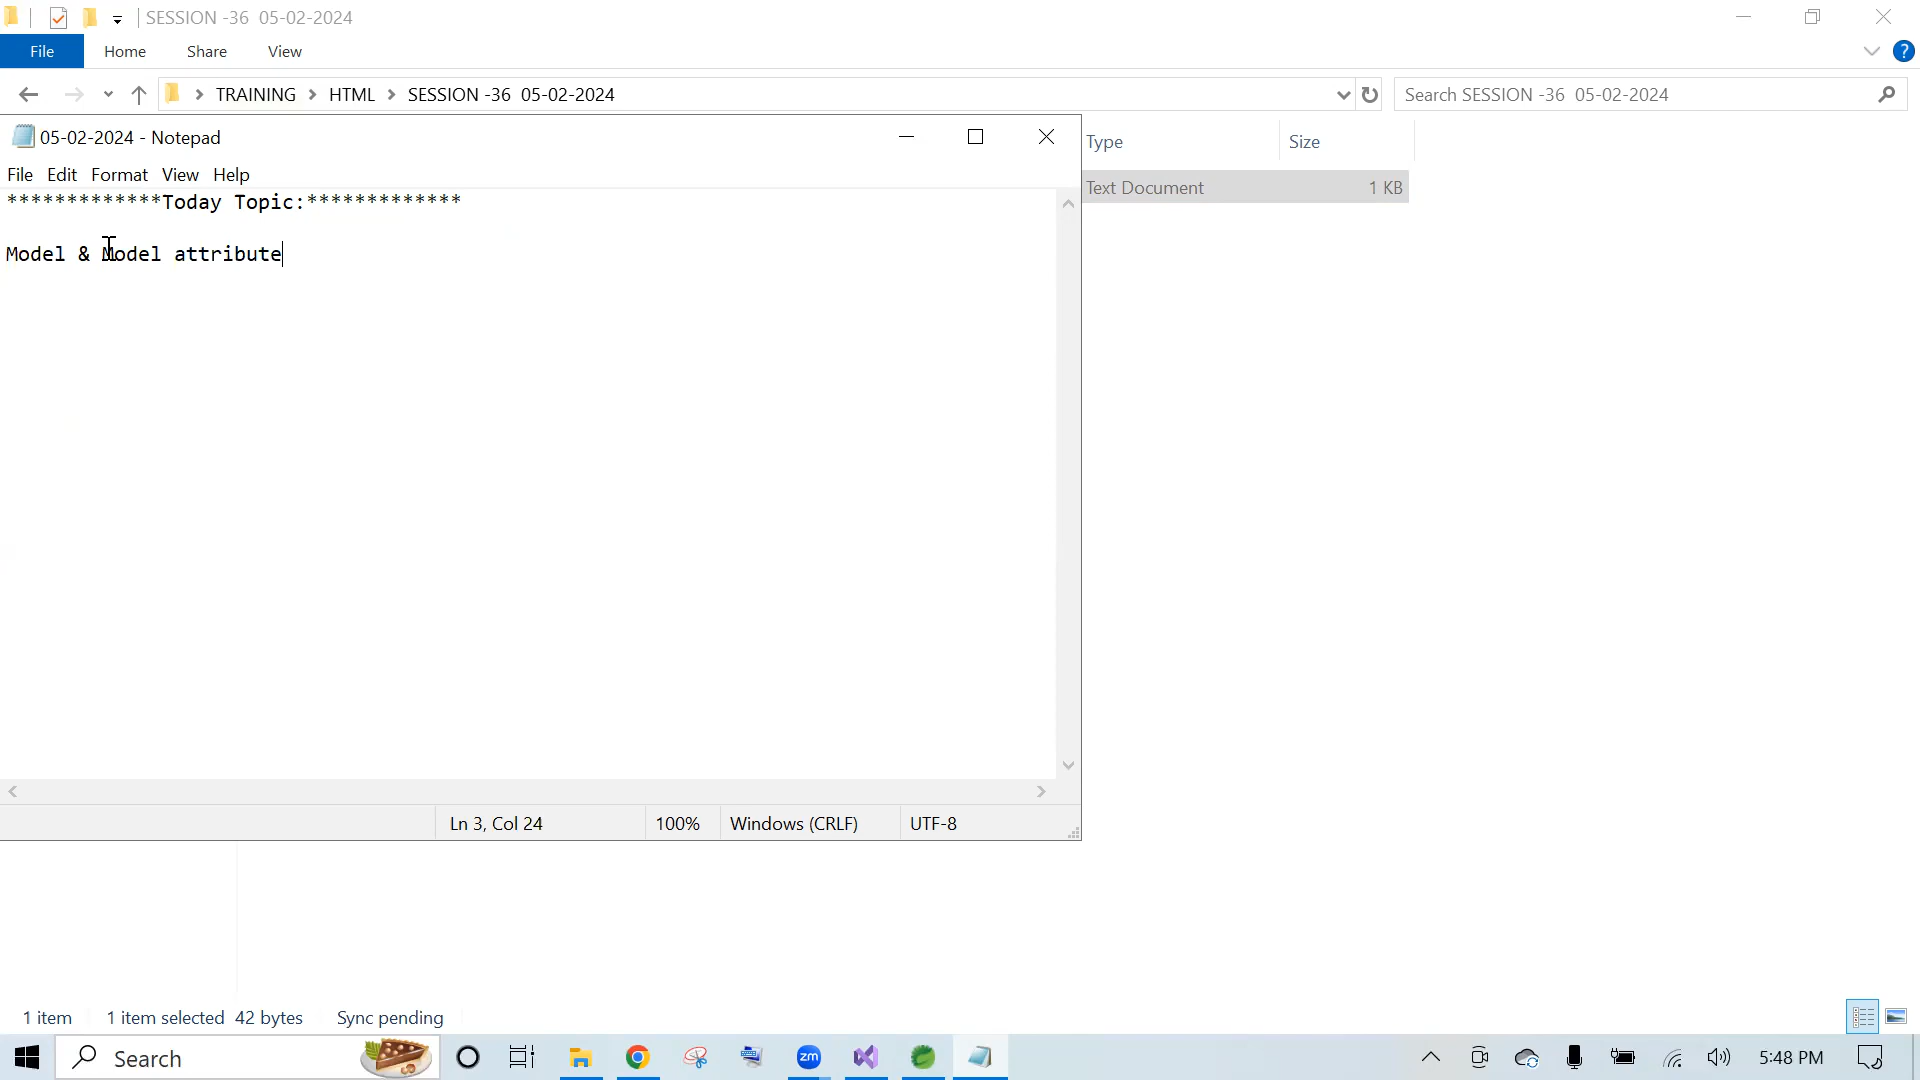 SESSION -36 05-02-2024
File Home Share View
TRAINING HTML SESSION -36 05-02-2024
Search SESSION -36 05-02-2024
05-02-2024 - Notepad
Type Size
File Edit Format View Help
Text Document 1 KB
*************Today Topic:*************
Model & Model attribute
Ln 3, Col 24 100% Windows (CRLF) UTF-8
1 item 1 item selected 42 bytes Sync pending
Search
zm
5:48 PM